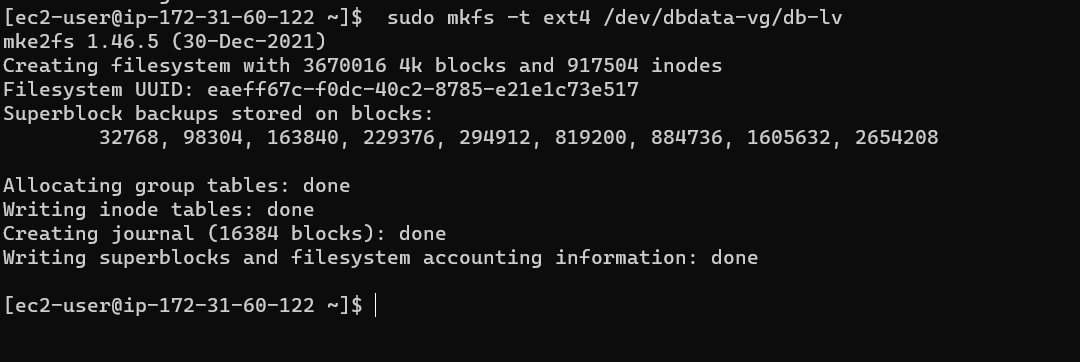 [ec2-user@ip-172-31-60-122 ~]$  sudo mkfs -t ext4 /dev/dbdata-vg/db-lv
mke2fs 1.46.5 (30-Dec-2021)
Creating filesystem with 3670016 4k blocks and 917504 inodes
Filesystem UUID: eaeff67c-f0dc-40c2-8785-e21e1c73e517
Superblock backups stored on blocks:
        32768, 98304, 163840, 229376, 294912, 819200, 884736, 1605632, 2654208
Allocating group tables: done
Writing inode tables: done
Creating journal (16384 blocks): done
Writing superblocks and filesystem accounting information: done
[ec2-user@ip-172-31-60-122 ~]$